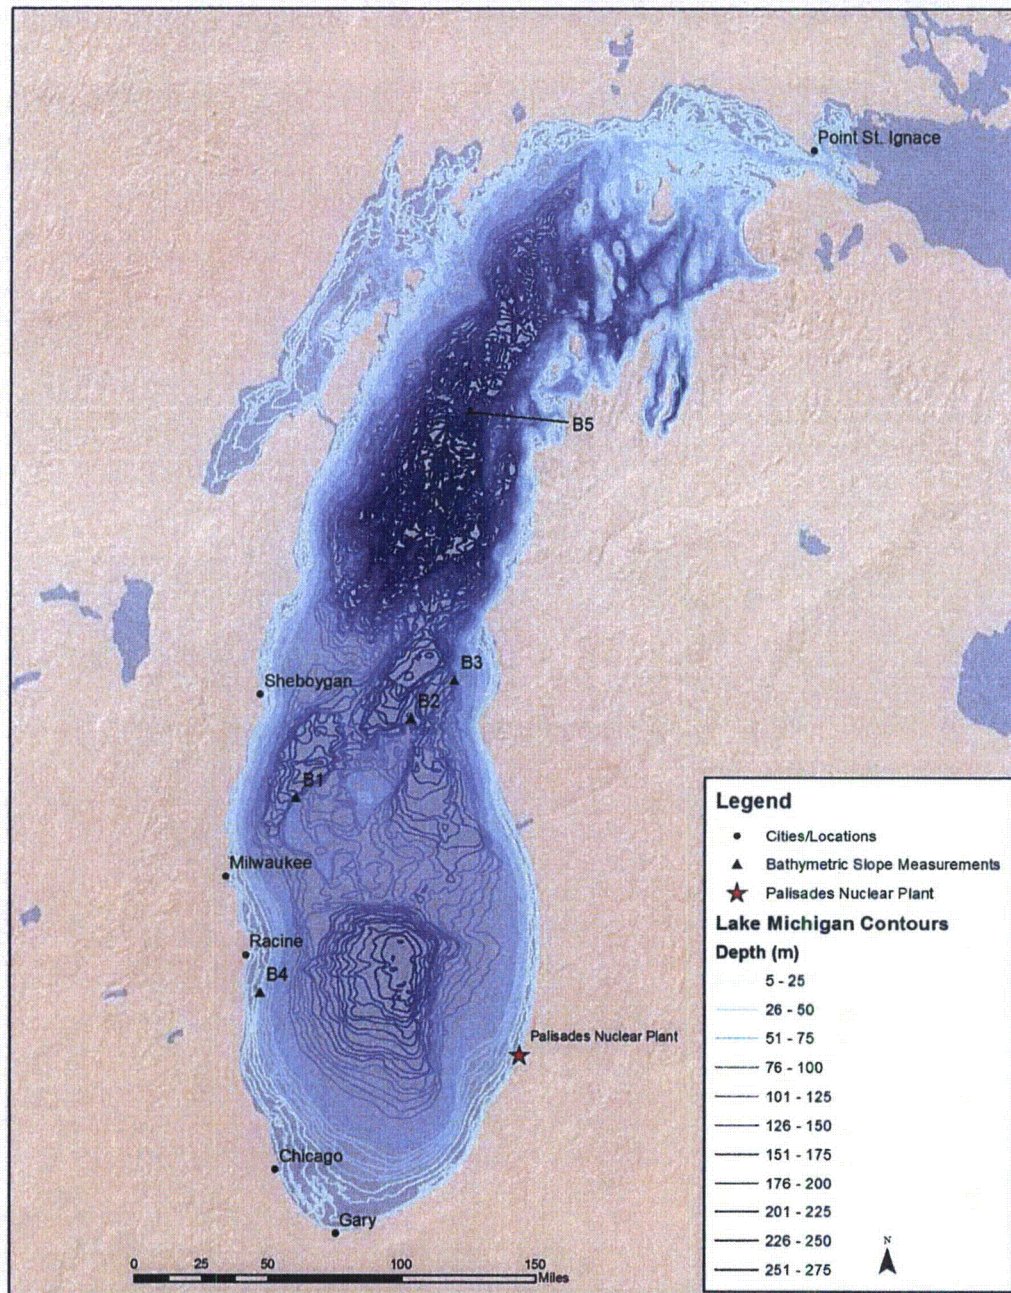 Point St. Ignace
B5
B3
Sheboygan
B2
B1
Milwaukee
Racine
B4
Palisades Nuclear Plant
Chicago
Gary
0 50 100 150
Miles
Legend
Cities/Locations
Bathymetric Slope Measurements
Palisades Nuclear Plant
Lake Michigan Contours
Depth (m)
5 - 25
26 - 50
51 - 75
76 - 100
101 - 125
126 - 150
151 - 175
176 - 200
201 - 225
226 - 250
251 - 275
N